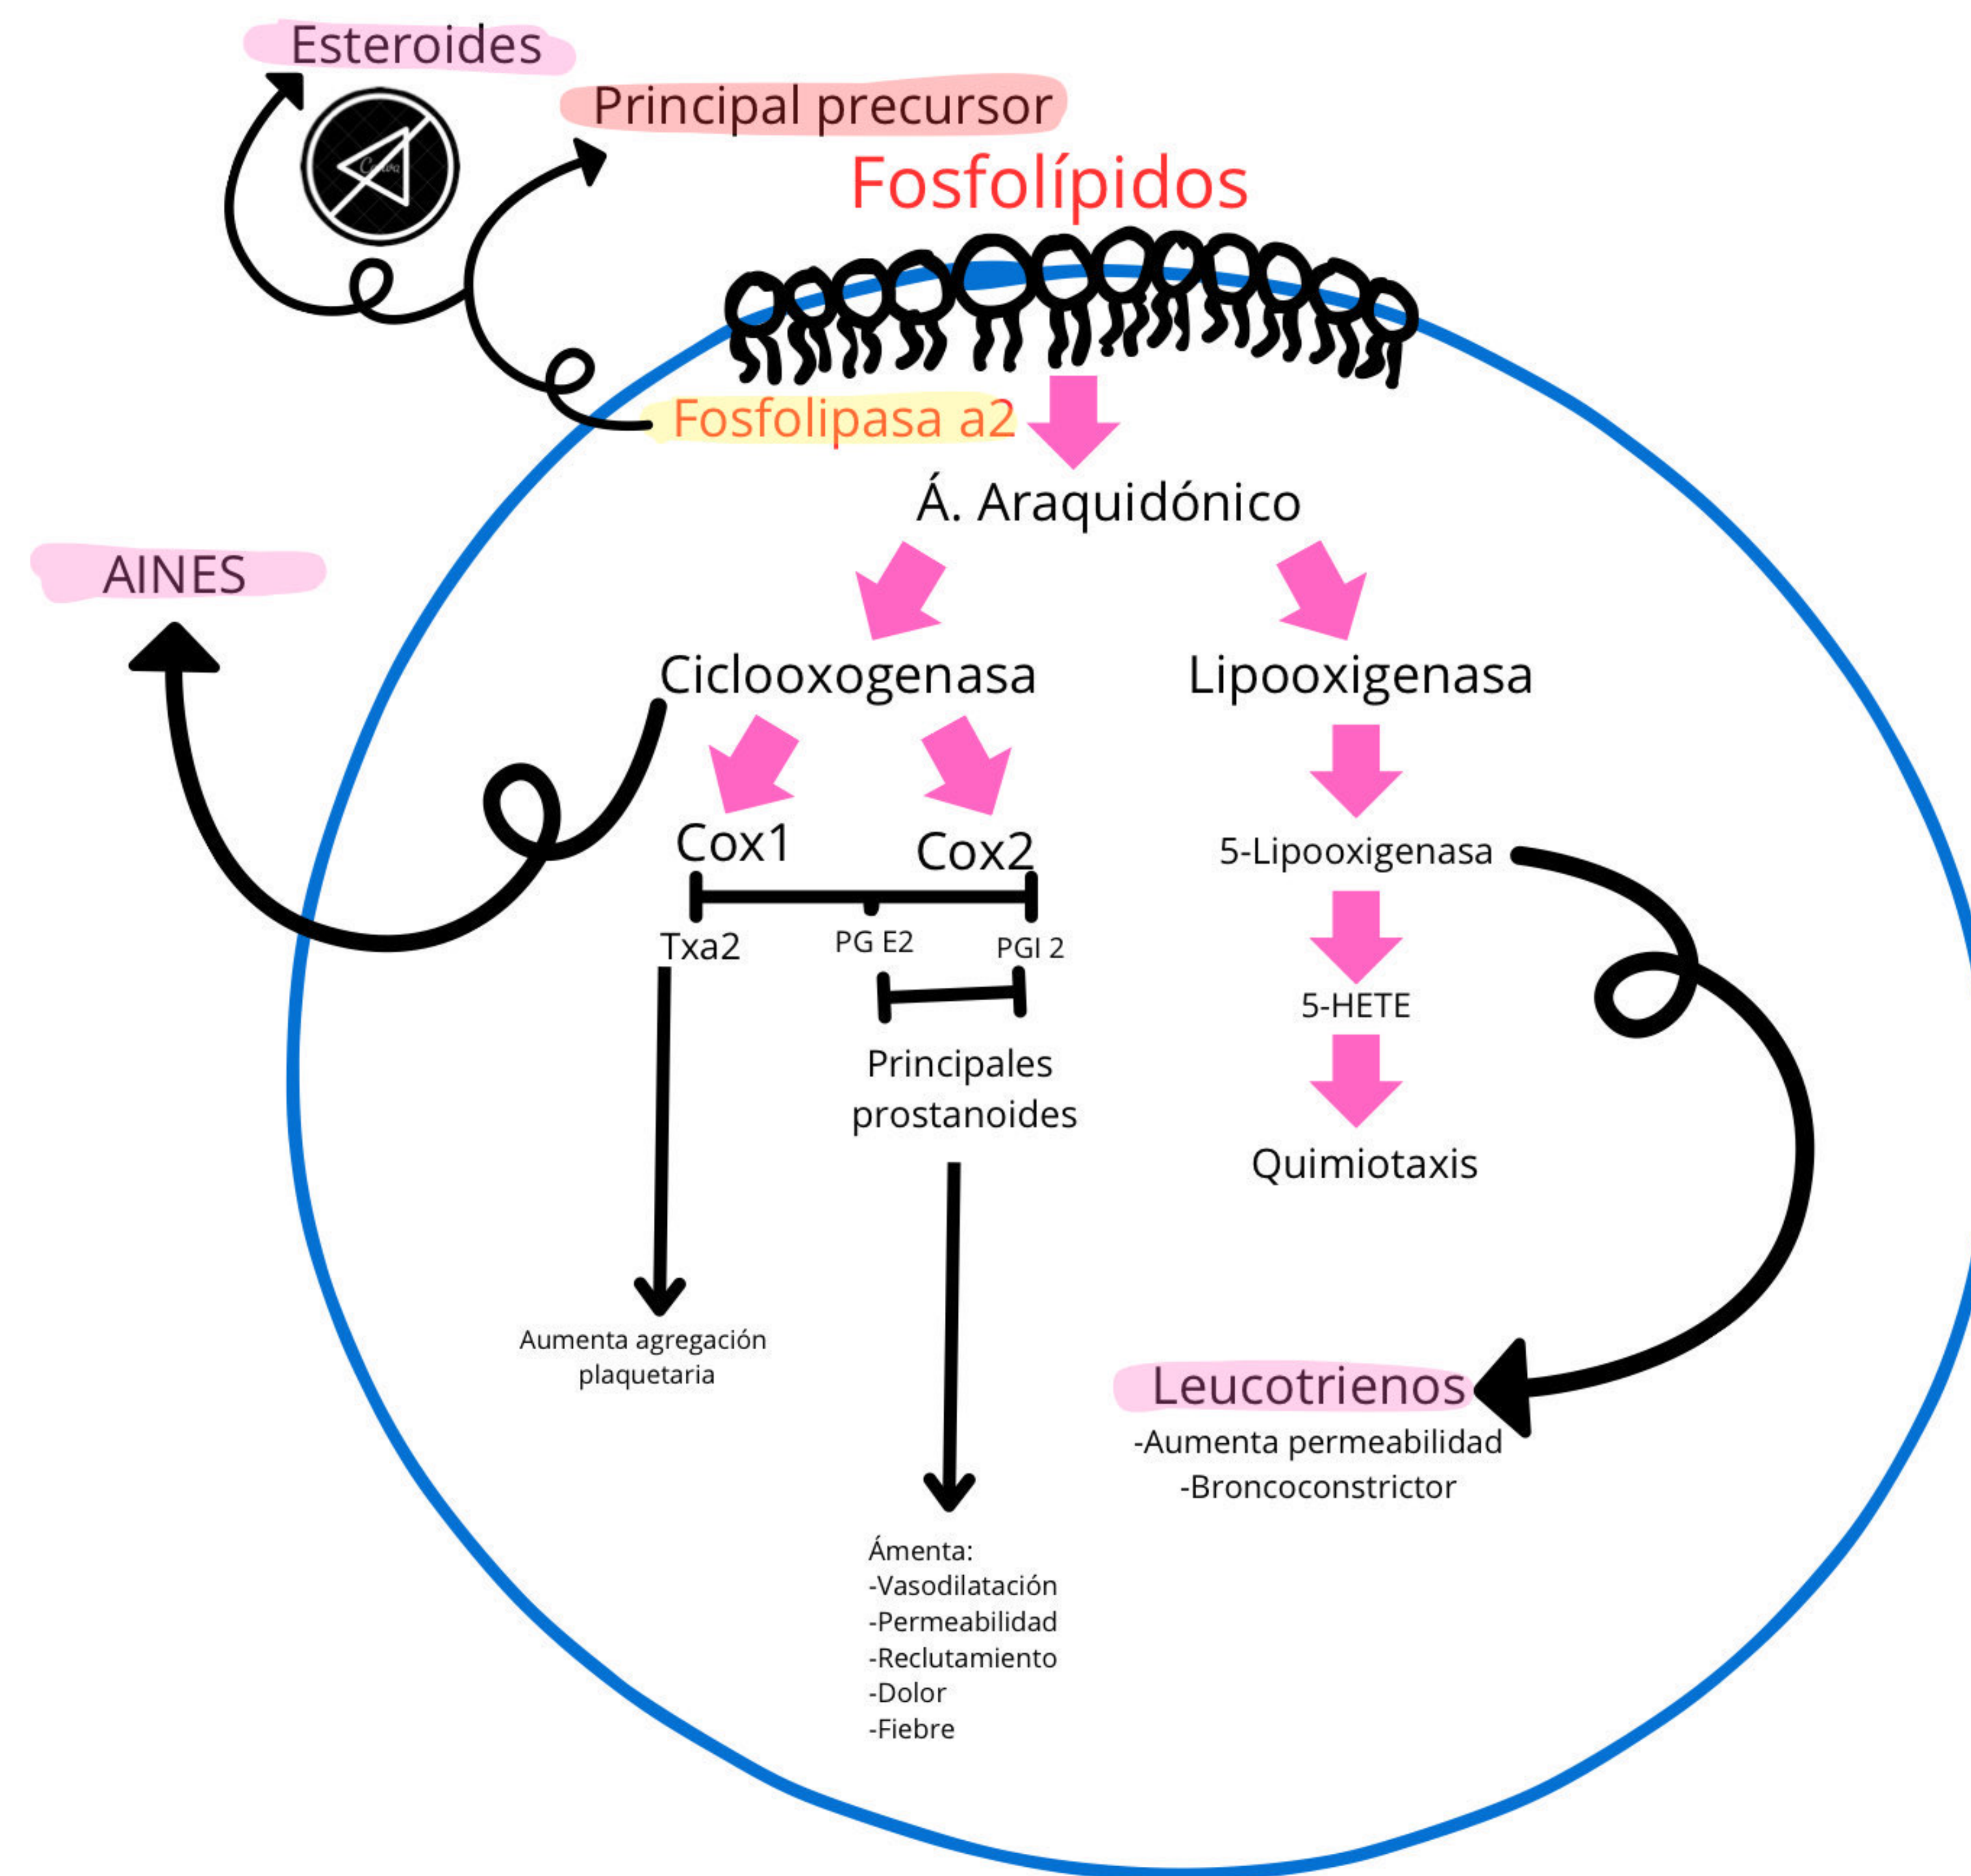 Esteroides
Principal precursor
Canva
Fosfolípidos
Fosfolipasa a2
Á. Araquidónico
AINES
Ciclooxogenasa
Lipooxigenasa
Cox1
Cox2
5-Lipooxigenasa
Txa2
PG E2
PGI 2
5-HETE
Principales
prostanoides
Quimiotaxis
Aumenta agregación
plaquetaria
Leucotrienos
-Aumenta permeabilidad
-Broncoconstrictor
Ámenta:
-Vasodilatación
-Permeabilidad
-Reclutamiento
-Dolor
-Fiebre